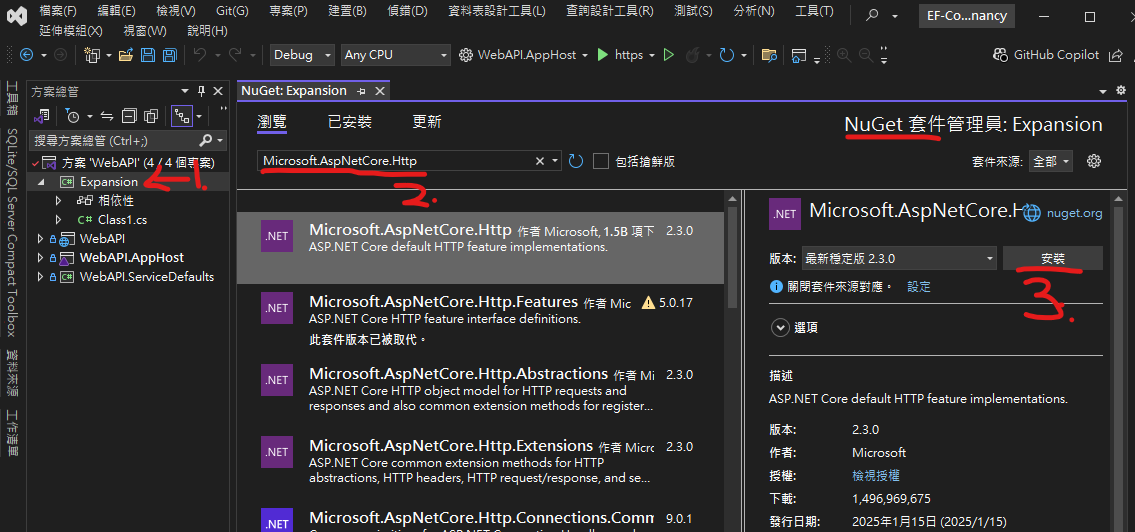 檔案(F) 編輯(E) 檢視(V) Git(G) 專案(P) 建置(B) 偵錯(D) 資料表設計工具(L) 查詢設計工具(R) 測試(S) 分析(N) 工具(T)
EF-Co...nancy
延伸模組(X) 視窗(W) 說明(H)
Debug Any CPU WebAPI.AppHost https GitHub Copilot
工具箱
SQLite/SQL Server Compact Toolbox
資料來源
工作清單
方案總管
搜尋方案總管 (Ctrl+;)
方案 'WebAPI' (4 / 4 個專案)
Expansion
1.
相依性
C# Class1.cs
WebAPI
WebAPI.AppHost
WebAPI.ServiceDefaults
NuGet: Expansion
瀏覽 已安裝 更新
NuGet 套件管理員: Expansion
Microsoft.AspNetCore.Http
包括搶鮮版
套件來源: 全部
2.
.NET
Microsoft.AspNetCore.Http 作者 Microsoft, 1.5B 項下 2.3.0
ASP.NET Core default HTTP feature implementations.
.NET
Microsoft.AspNetCore.Http.Features 作者 Mic 5.0.17
ASP.NET Core HTTP feature interface definitions.
此套件版本已被取代。
.NET
Microsoft.AspNetCore.Http.Abstractions 作者 Mi 2.3.0
ASP.NET Core HTTP object model for HTTP requests and
responses and also common extension methods for register...
.NET
Microsoft.AspNetCore.Http.Extensions 作者 Micr 2.3.0
ASP.NET Core common extension methods for HTTP
abstractions, HTTP headers, HTTP request/response, and se...
.NET
Microsoft.AspNetCore.Http.Connections.Comm 9.0.1
.NET
Microsoft.AspNetCore.H nuget.org
版本: 最新穩定版 2.3.0 安裝
關閉套件來源對應。 設定
3.
選項
描述
ASP.NET Core default HTTP feature implementations.
版本: 2.3.0
作者: Microsoft
授權: 檢視授權
下載: 1,496,969,675
發行日期: 2025年1月15日 (2025/1/15)